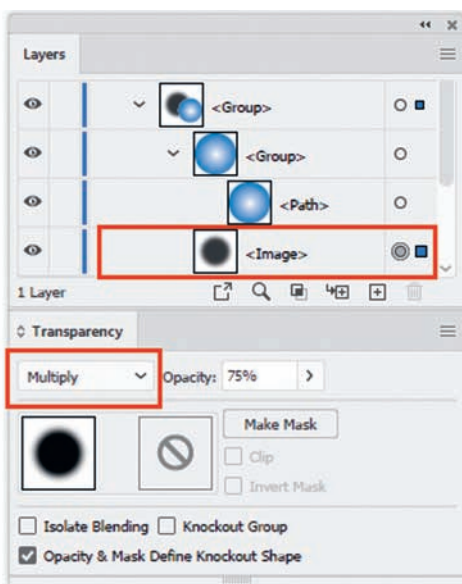 Layers
<Group>
<Group>
<Path>
<Image>
1 Layer
Transparency
Multiply Opacity: 75%
Make Mask
Clip
Invert Mask
Isolate Blending Knockout Group
Opacity & Mask Define Knockout Shape